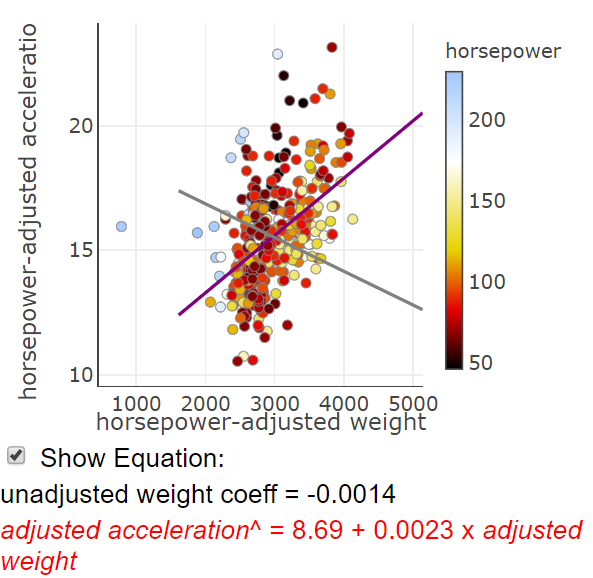 horsepower-adjusted acceleratio
20
15
10
1000 2000 3000 4000 5000
horsepower-adjusted weight
horsepower
200
150
100
50
Show Equation:
unadjusted weight coeff = -0.0014
adjusted acceleration^ = 8.69 + 0.0023 x adjusted
weight